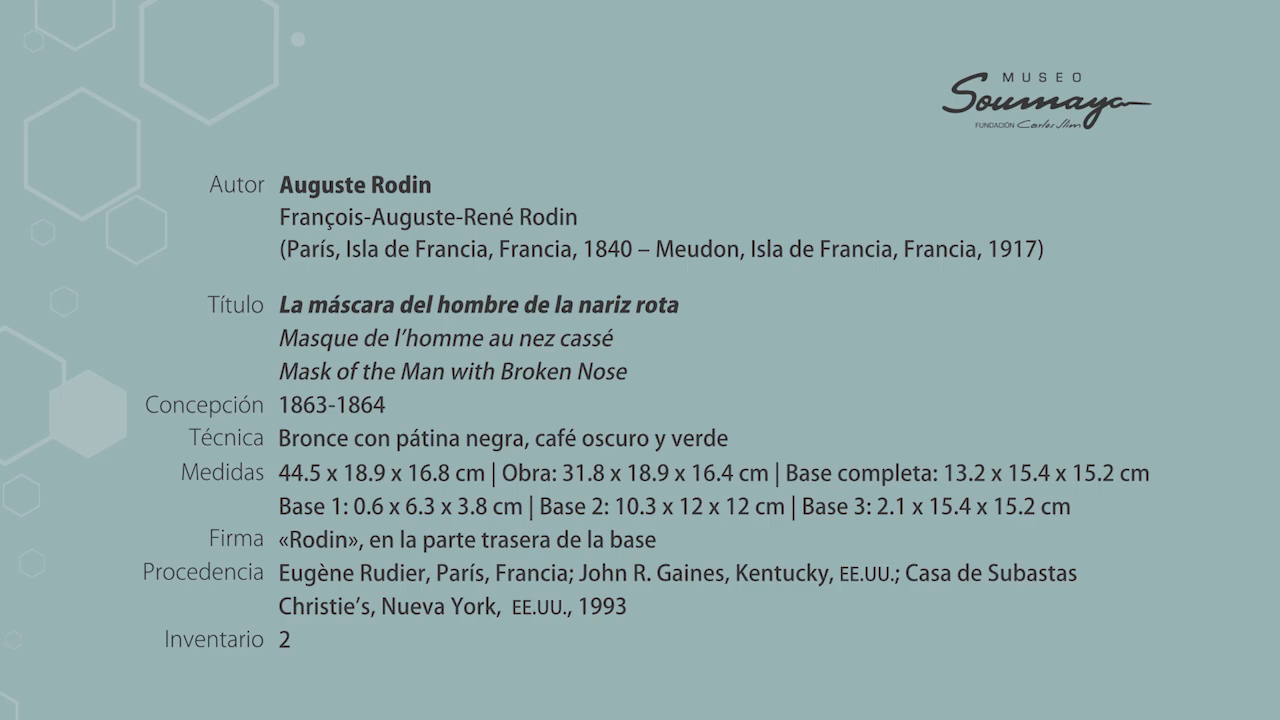 MUSEO
Soumaya
FUNDACIÓN Carlos Slim
Autor Auguste Rodin
François-Auguste-René Rodin
(París, Isla de Francia, Francia, 1840 – Meudon, Isla de Francia, Francia, 1917)
Título La máscara del hombre de la nariz rota
Masque de l’homme au nez cassé
Mask of the Man with Broken Nose
Concepción 1863-1864
Técnica Bronce con pátina negra, café oscuro y verde
Medidas 44.5 x 18.9 x 16.8 cm | Obra: 31.8 x 18.9 x 16.4 cm | Base completa: 13.2 x 15.4 x 15.2 cm
Base 1: 0.6 x 6.3 x 3.8 cm | Base 2: 10.3 x 12 x 12 cm | Base 3: 2.1 x 15.4 x 15.2 cm
Firma «Rodin», en la parte trasera de la base
Procedencia Eugène Rudier, París, Francia; John R. Gaines, Kentucky, EE.UU.; Casa de Subastas
Christie’s, Nueva York, EE.UU., 1993
Inventario 2